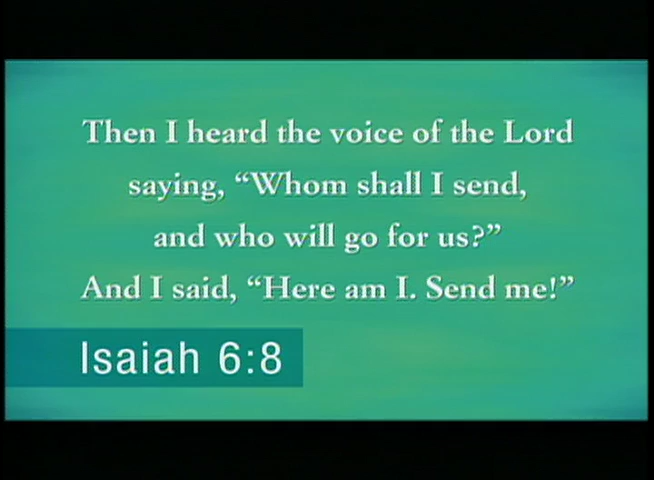 Then I heard the voice of the Lord
saying, “Whom shall I send,
and who will go for us?”
And I said, “Here am I. Send me!”
Isaiah 6:8